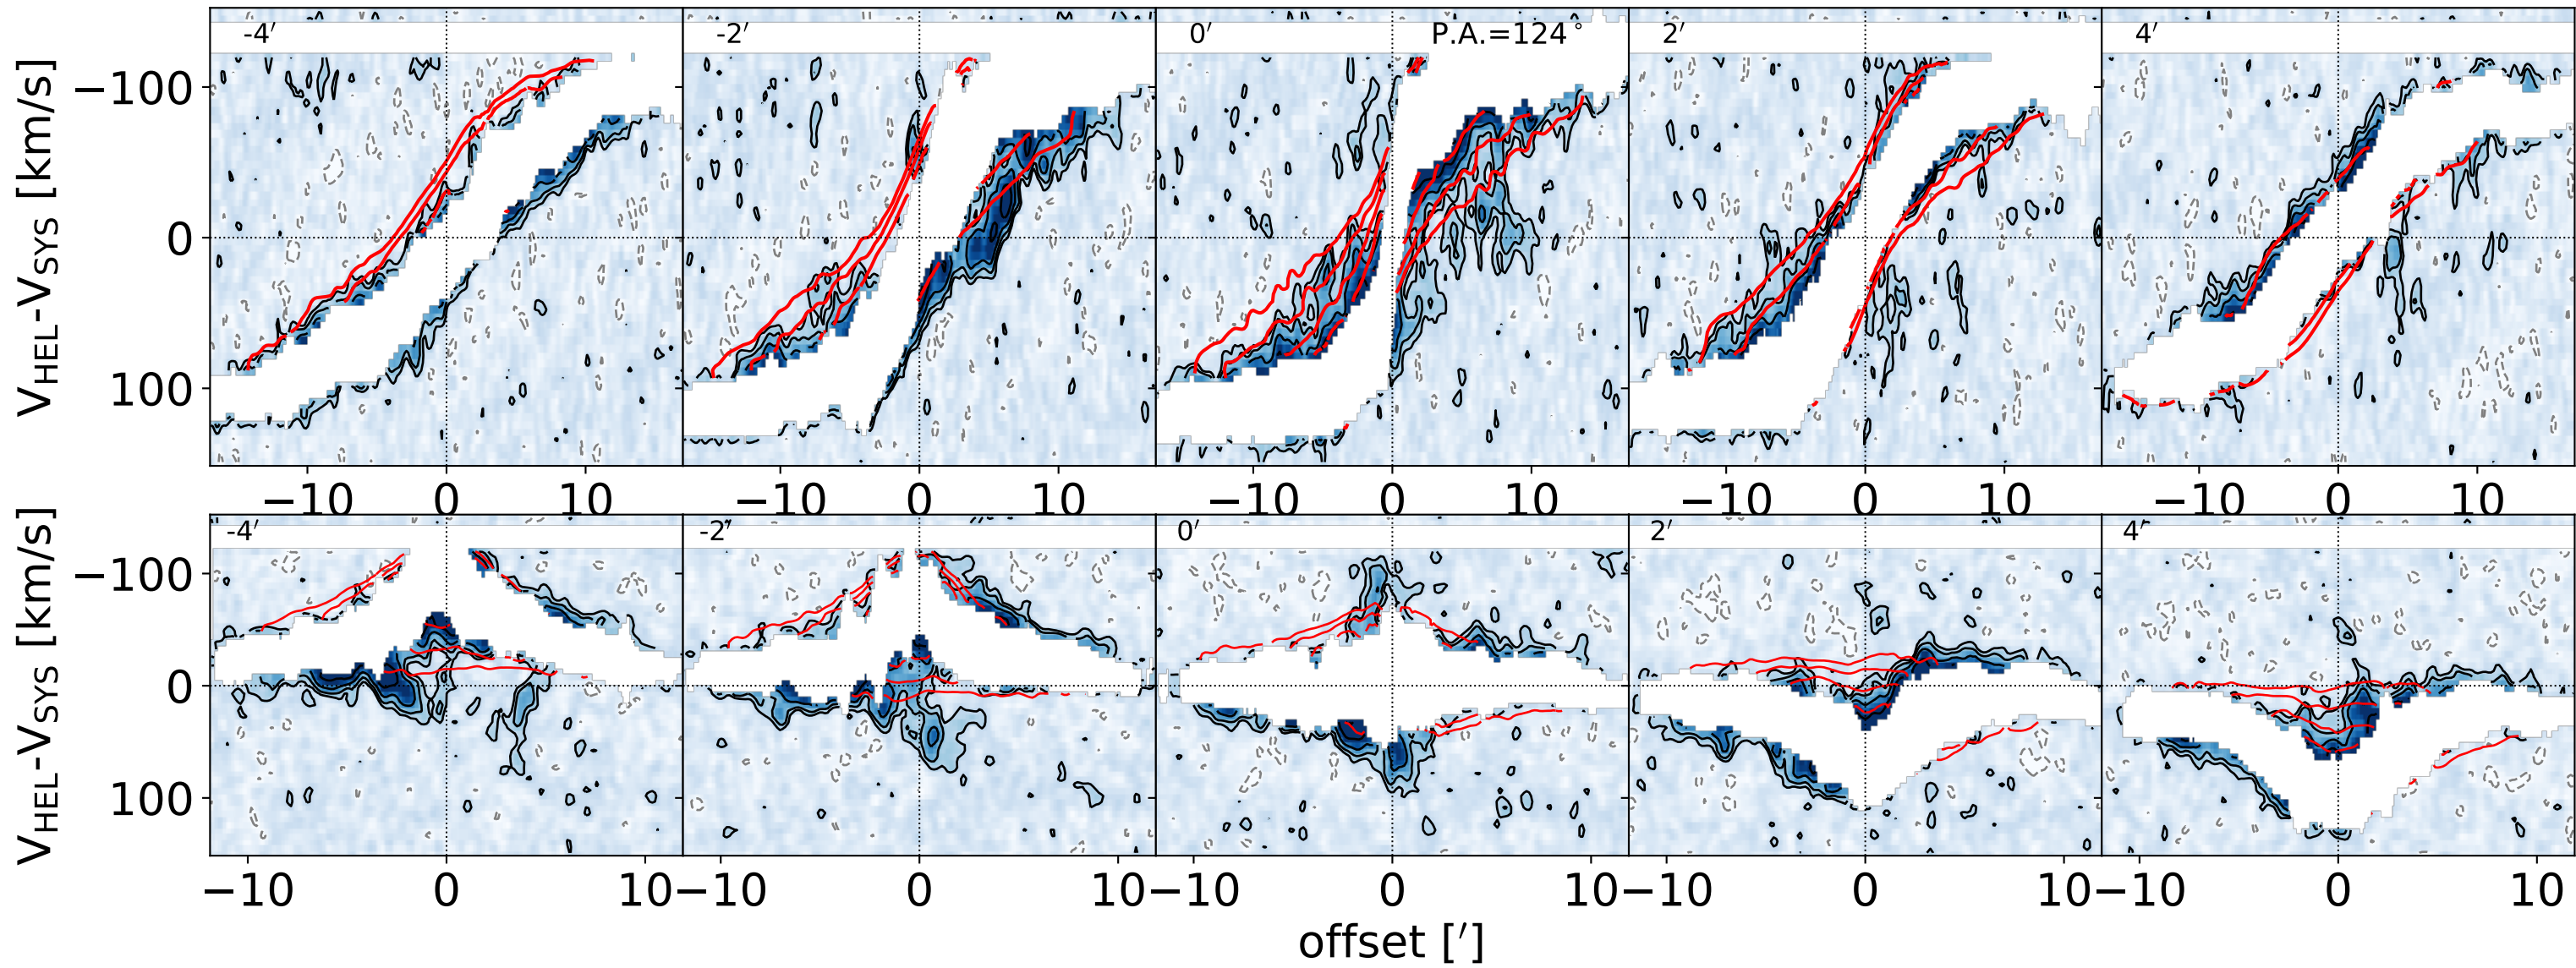 -4′ -2′ 0′ P.A.=124° 2′ 4′
V_HEL-V_SYS [km/s]
−100
0
100
−10 0 10 −10 0 10 −10 0 10 −10 0 10 −10 0 10
-4′ -2′ 0′ 2′ 4′
V_HEL-V_SYS [km/s]
−100
0
100
−10 0 10 −10 0 10 −10 0 10 −10 0 10 −10 0 10
offset [′]